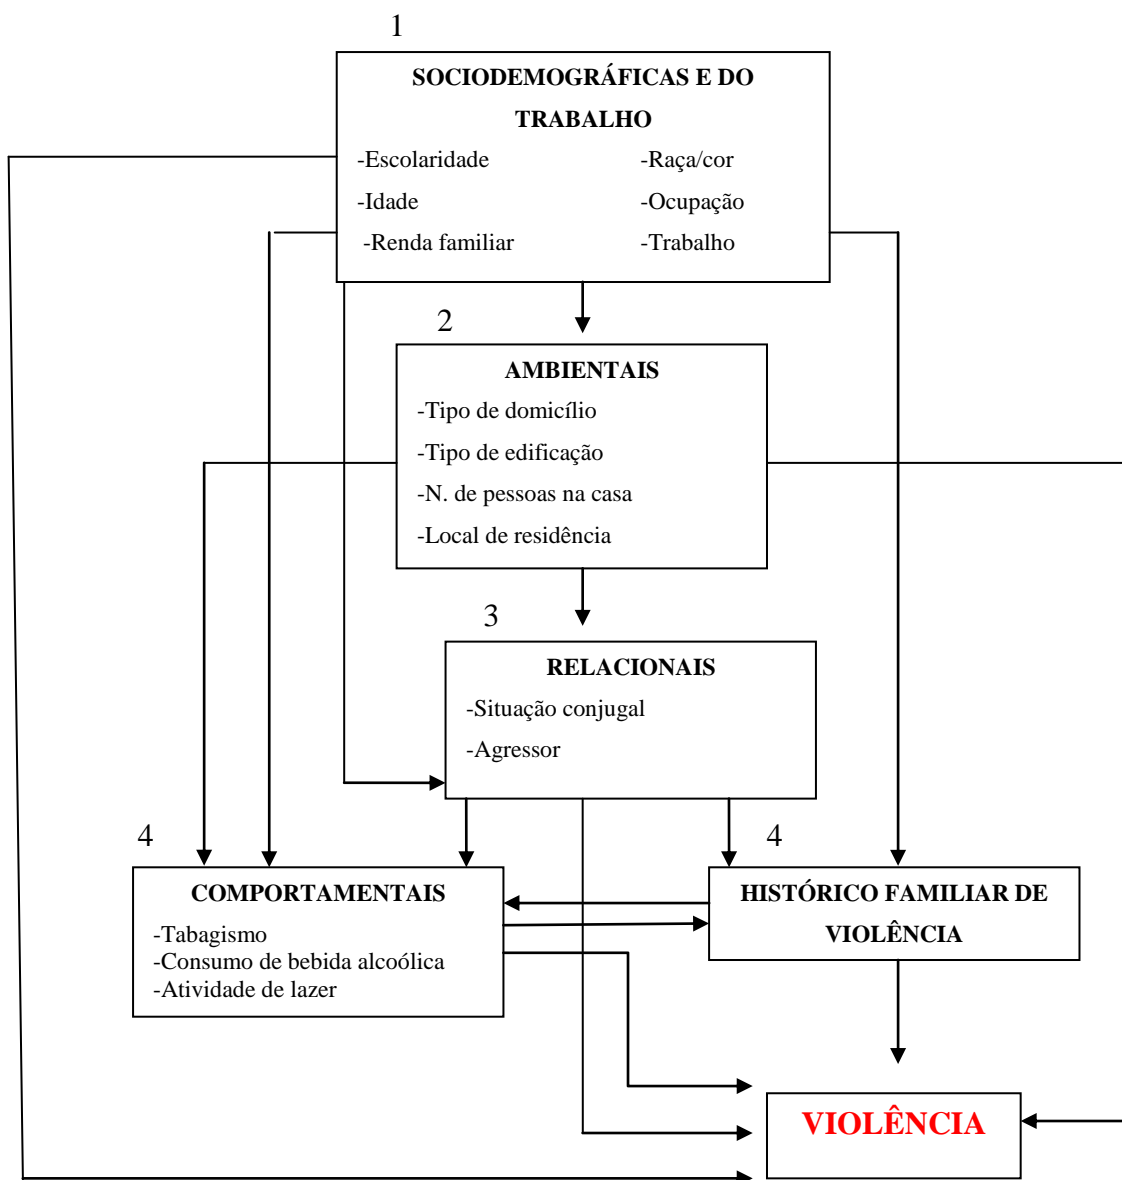 1
SOCIODEMOGRÁFICAS E DO
TRABALHO
-Escolaridade
-Raça/cor
-Idade
-Ocupação
-Renda familiar
-Trabalho
2
AMBIENTAIS
-Tipo de domicílio
-Tipo de edificação
-N. de pessoas na casa
-Local de residência
3
RELACIONAIS
-Situação conjugal
-Agressor
4
COMPORTAMENTAIS
-Tabagismo
-Consumo de bebida alcoólica
-Atividade de lazer
4
HISTÓRICO FAMILIAR DE
VIOLÊNCIA
VIOLÊNCIA